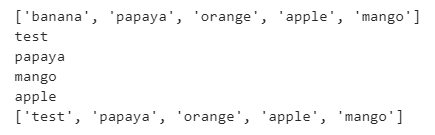 ['banana', 'papaya', 'orange', 'apple', 'mango']
test
papaya
mango
apple
['test', 'papaya', 'orange', 'apple', 'mango']